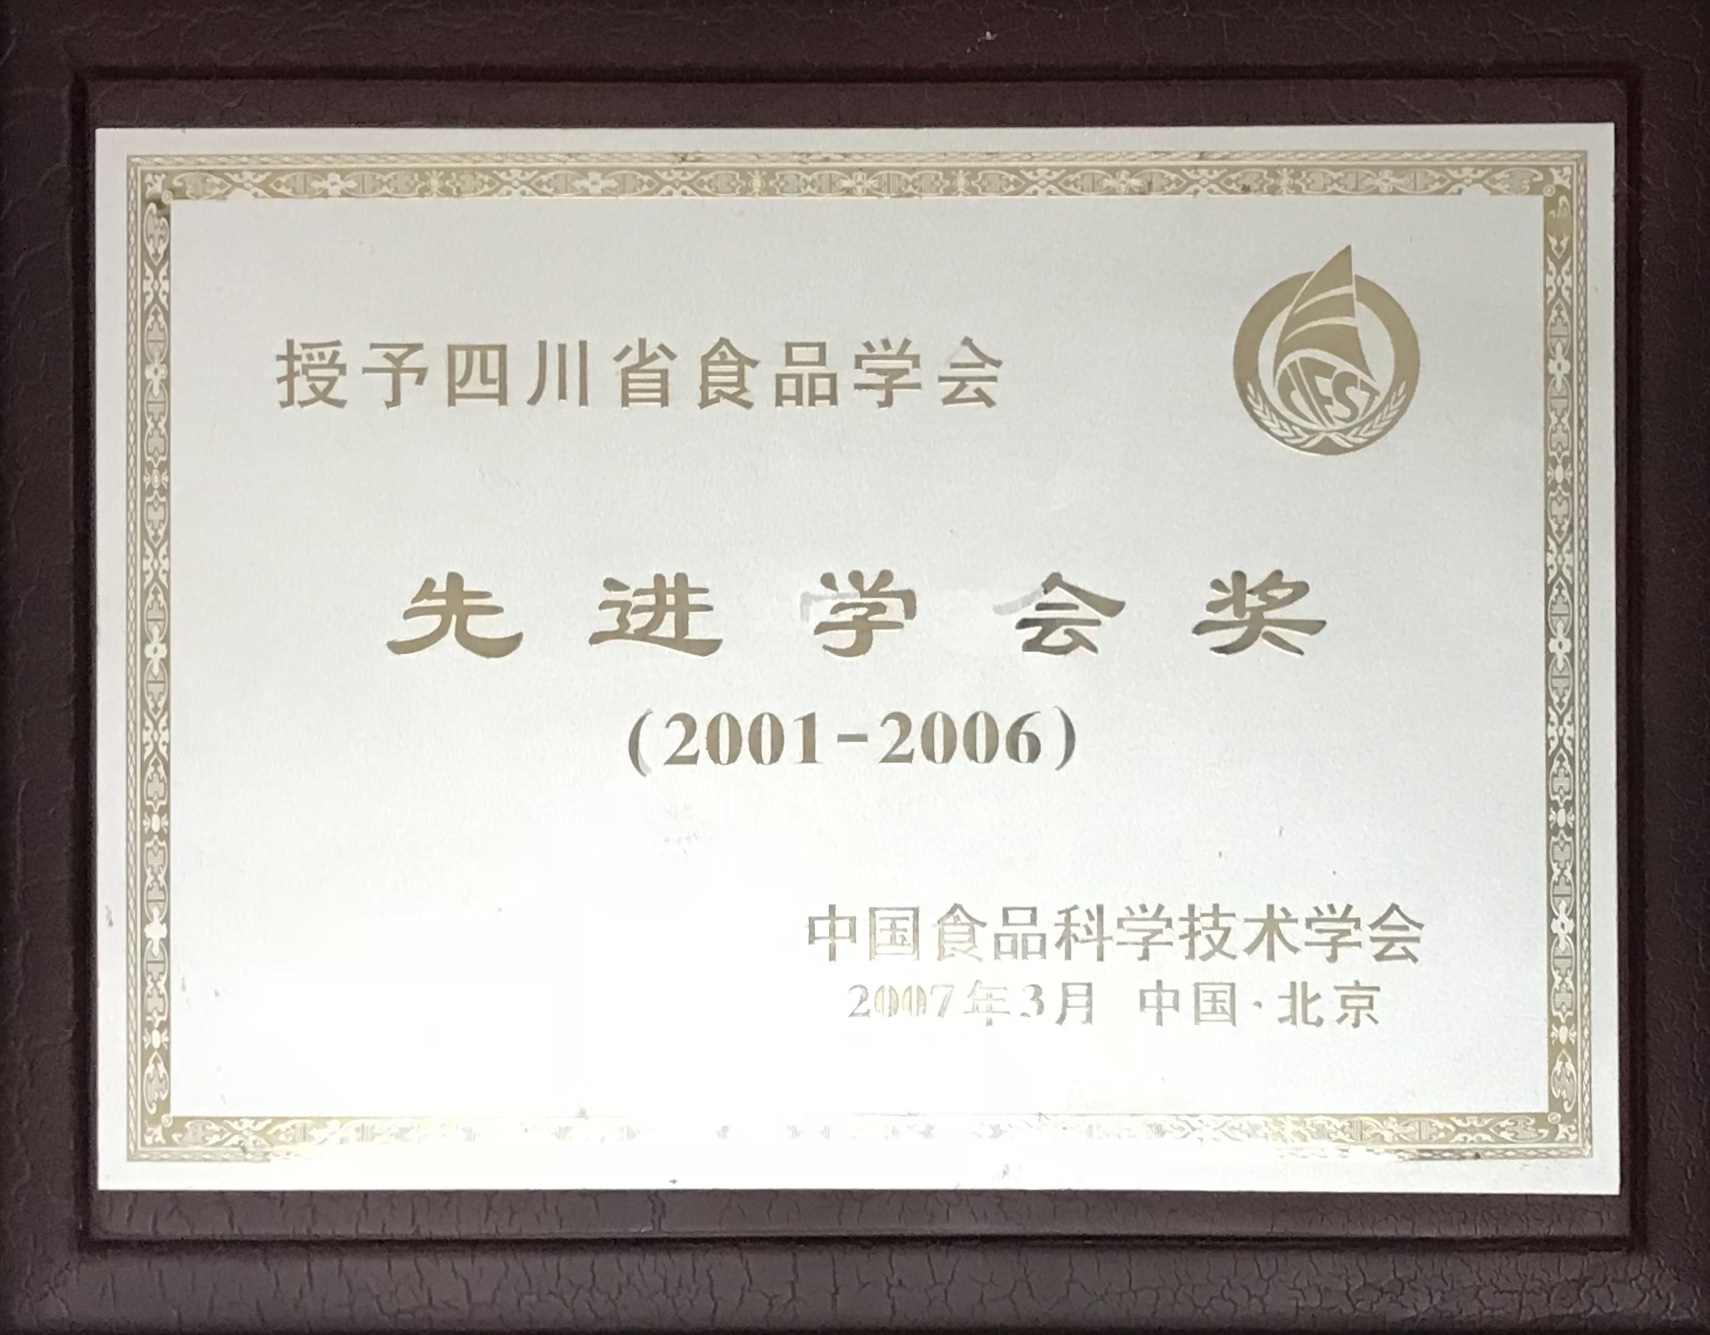 授予四川省食品学会
CIFST
先进学会奖
(2001-2006)
中国食品科学技术学会
2007年3月 中国·北京